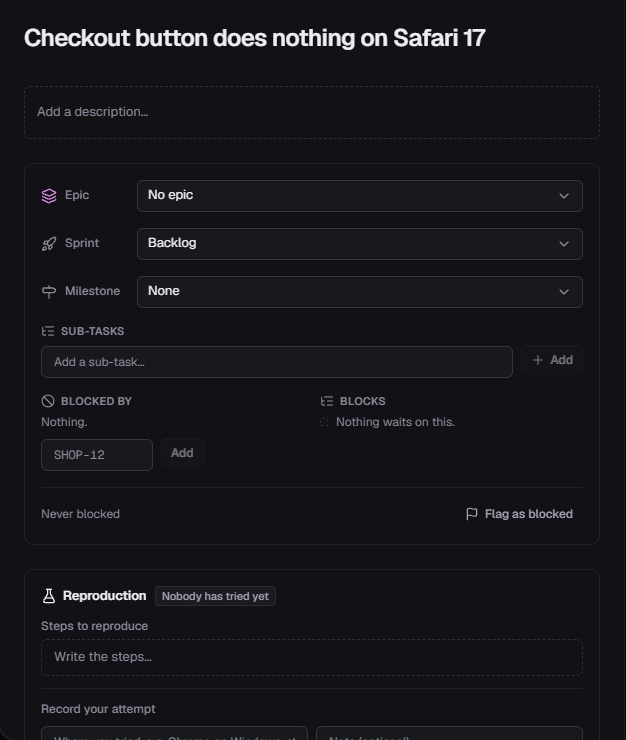 Checkout button does nothing on Safari 17
Add a description...
Epic
No epic
Sprint
Backlog
Milestone
None
SUB-TASKS
Add a sub-task...
+ Add
BLOCKED BY
Nothing.
SHOP-12
Add
BLOCKS
Nothing waits on this.
Never blocked
Flag as blocked
Reproduction
Nobody has tried yet
Steps to reproduce
Write the steps...
Record your attempt